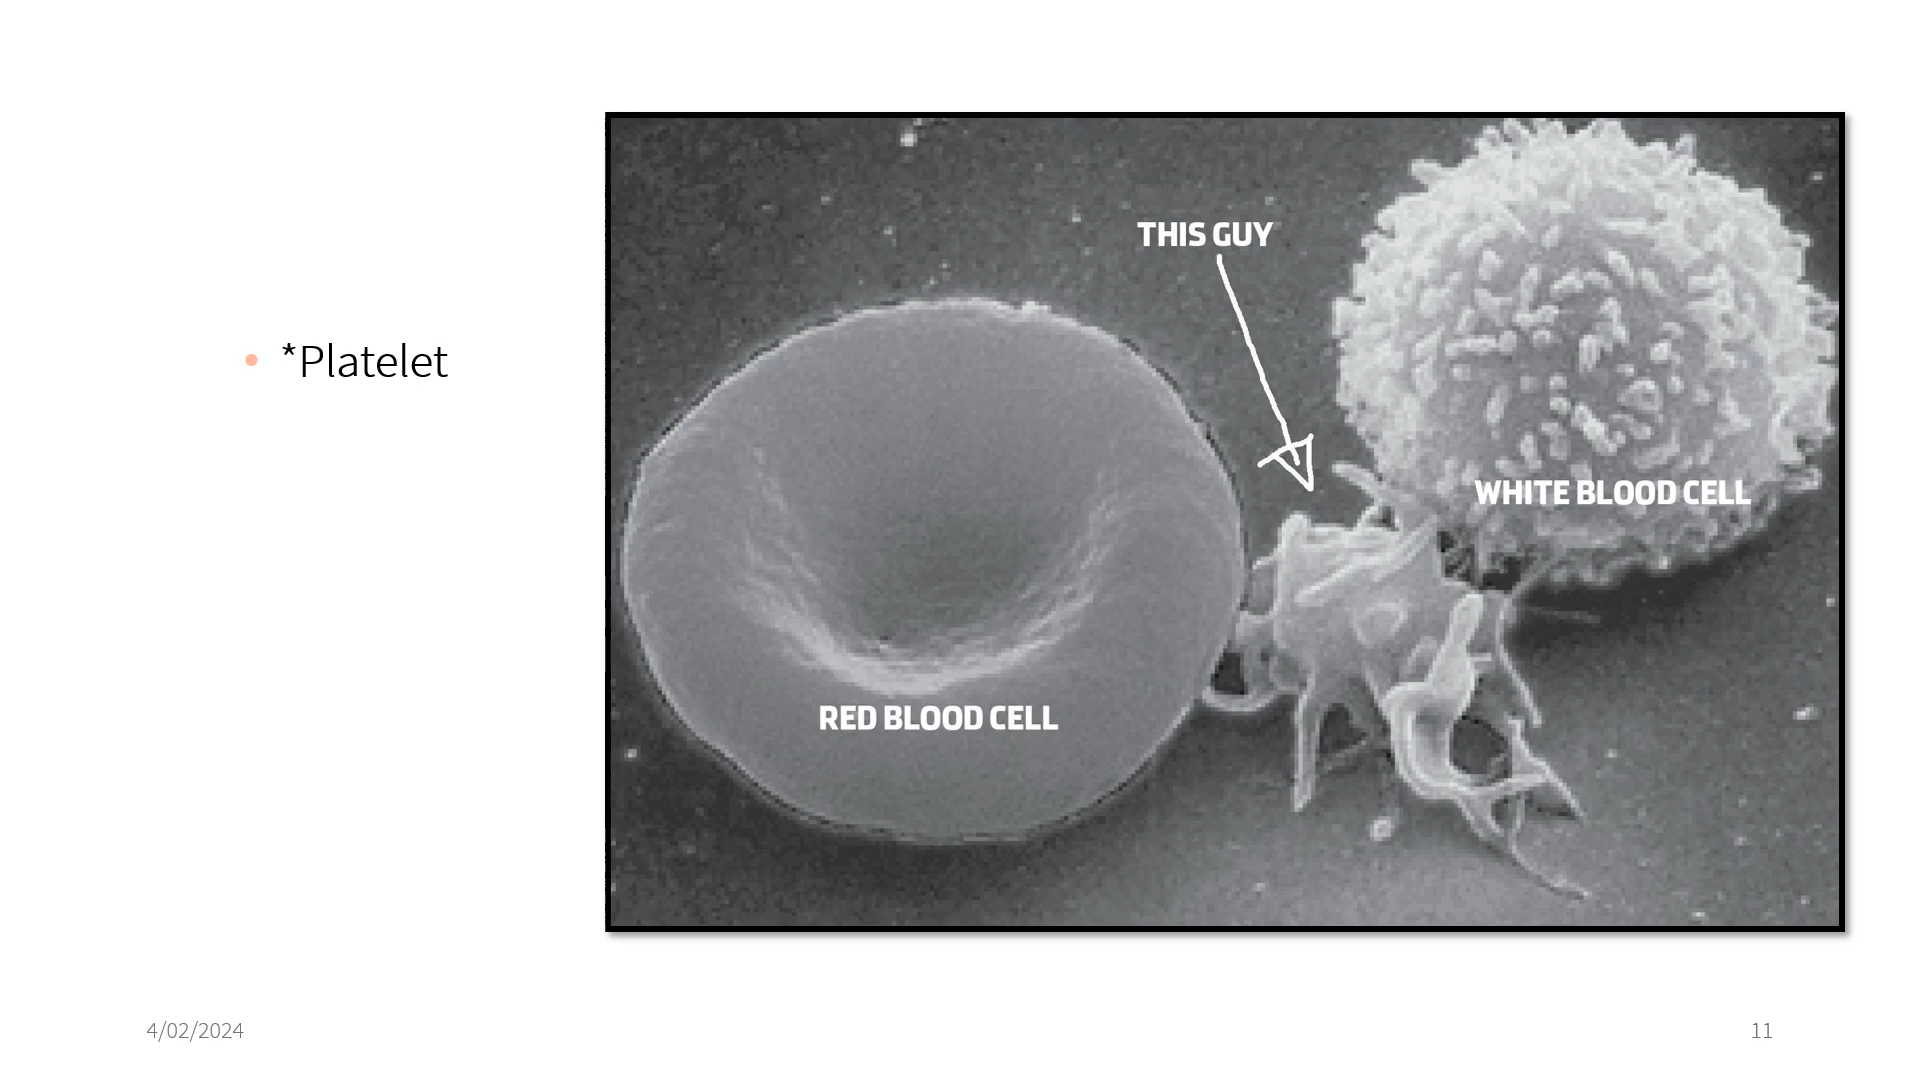 *Platelet
THIS GUY
WHITE BLOOD CELL
RED BLOOD CELL
4/02/2024
11